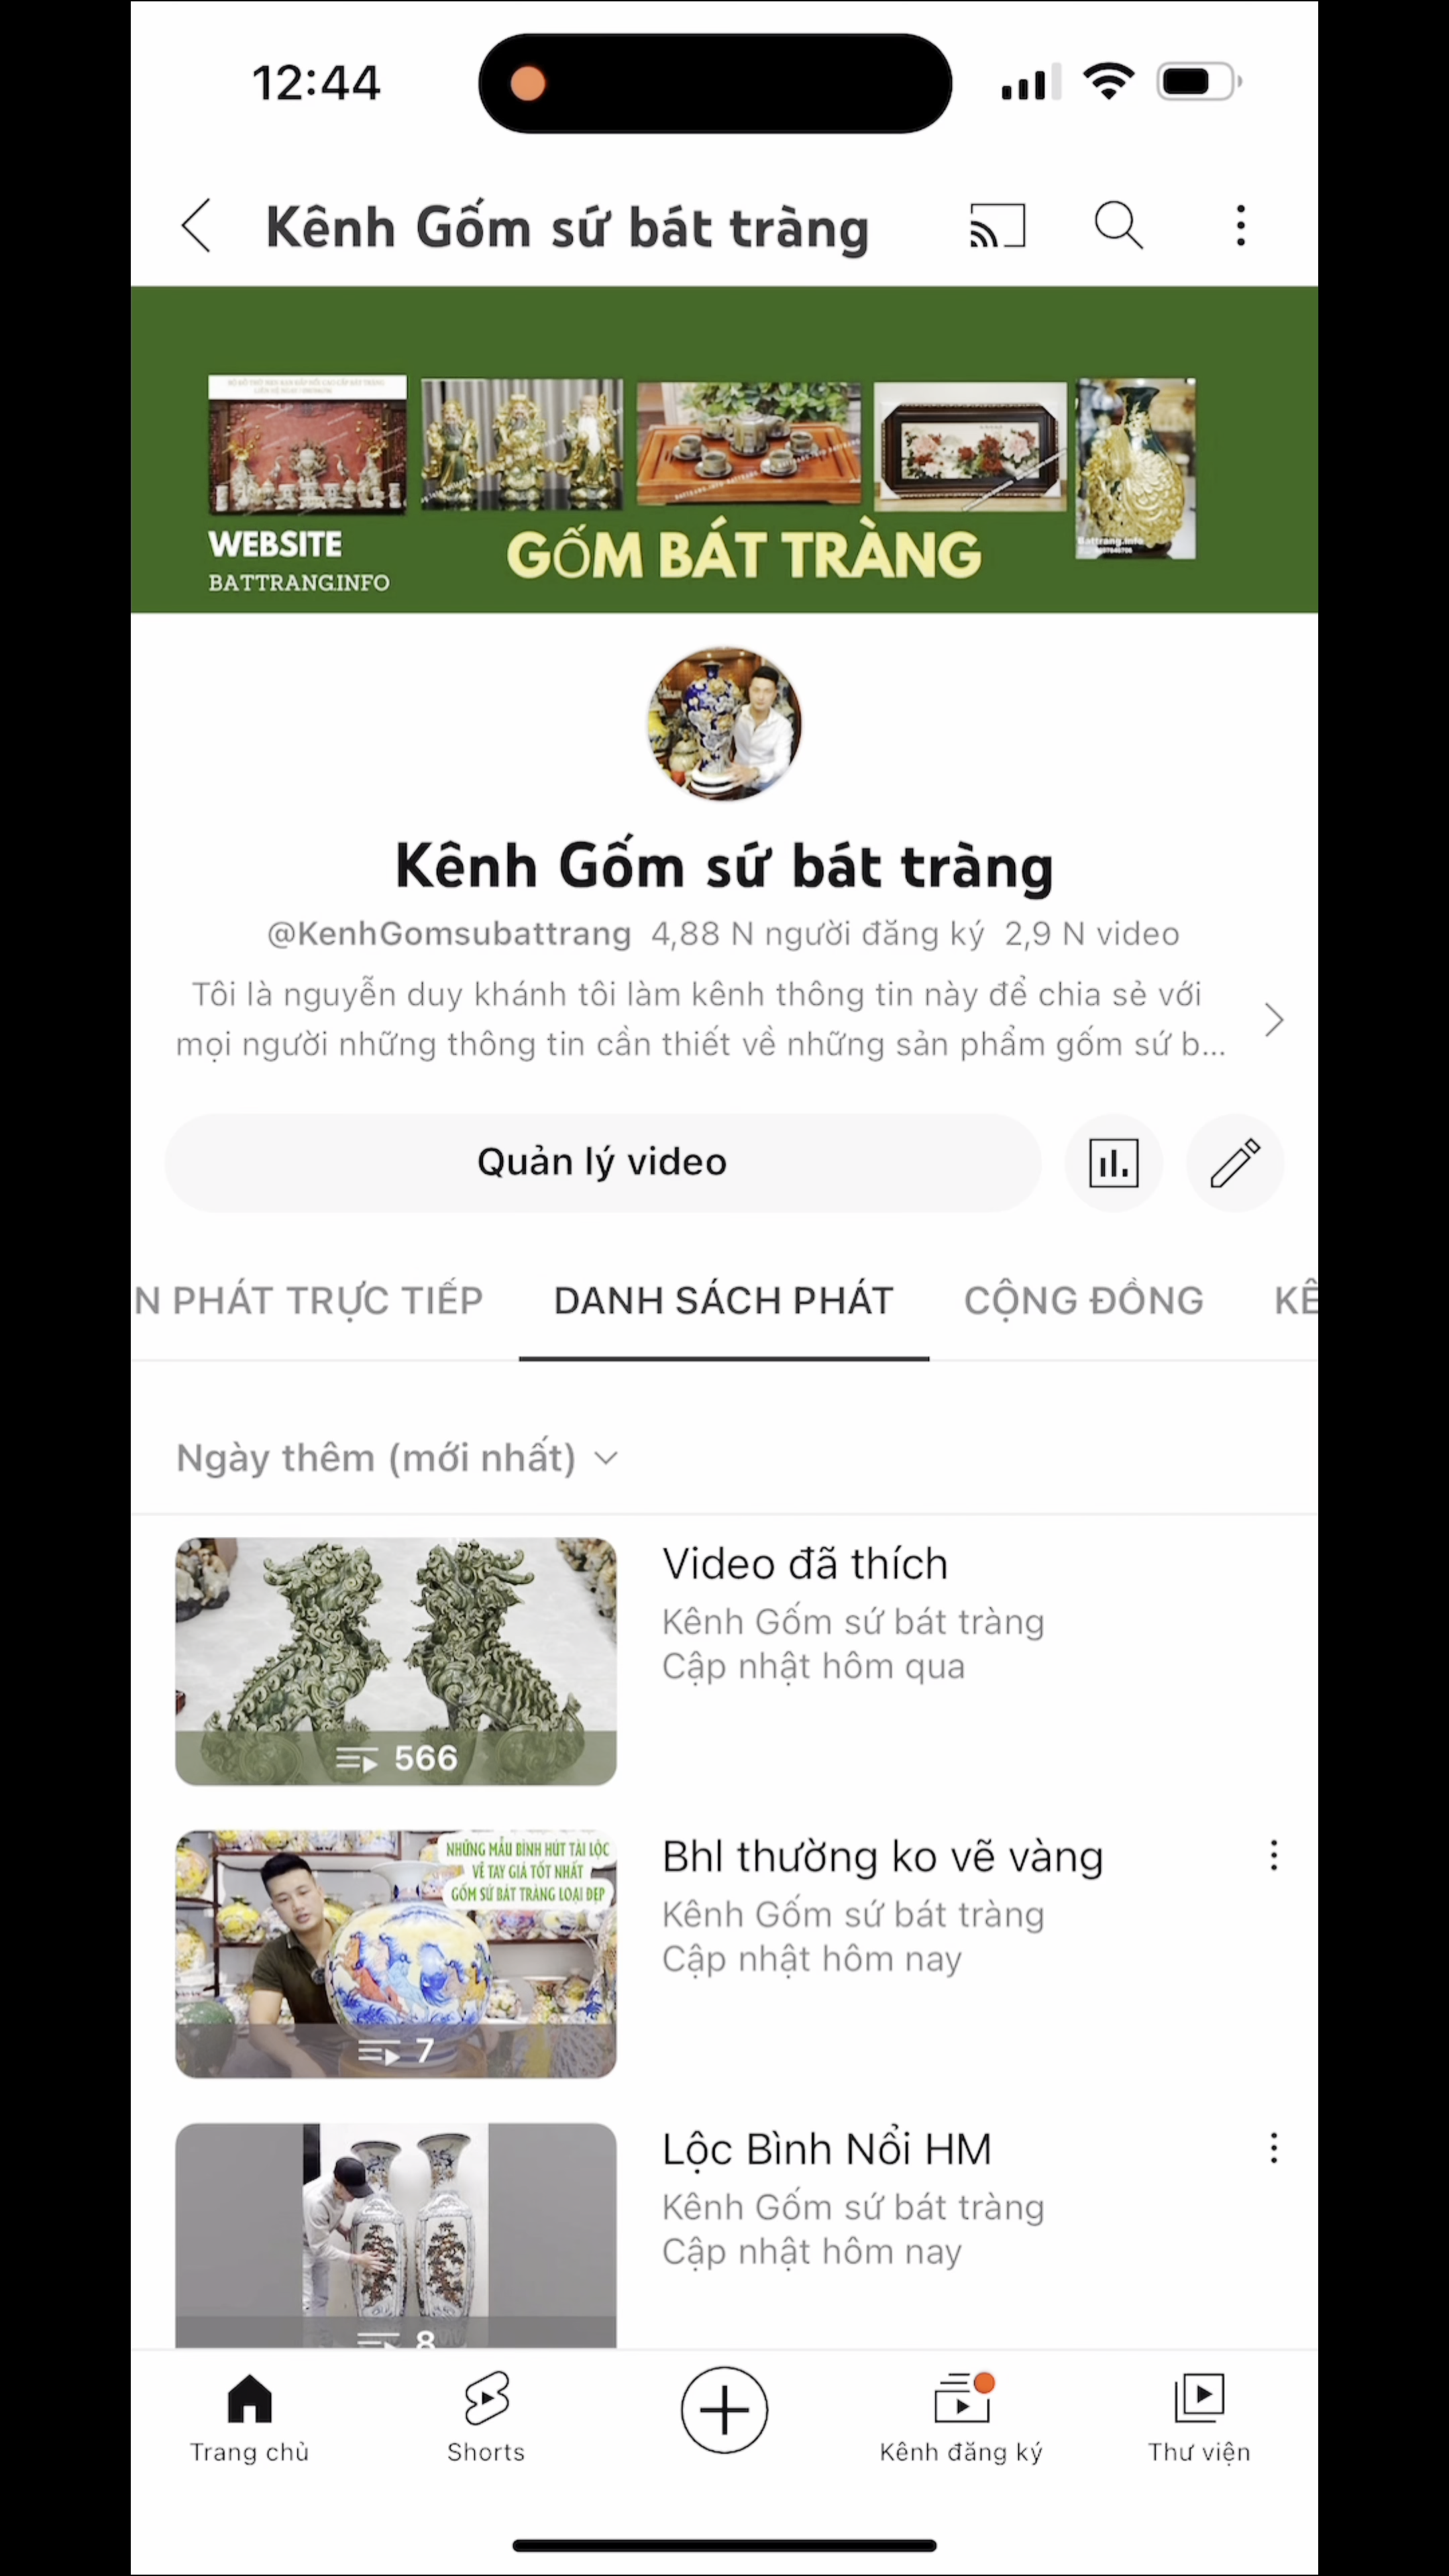 12:44
Kênh Gốm sứ bát tràng
WEBSITE
BATTRANG.INFO
GỐM BÁT TRÀNG
Battrang.info
Kênh Gốm sứ bát tràng
@KenhGomsubattrang 4,88 N người đăng ký 2,9 N video
Tôi là nguyễn duy khánh tôi làm kênh thông tin này để chia sẻ với
mọi người những thông tin cần thiết về những sản phẩm gốm sứ b...
Quản lý video
N PHÁT TRỰC TIẾP DANH SÁCH PHÁT CỘNG ĐỒNG KÊ
Ngày thêm (mới nhất)
Video đã thích
Kênh Gốm sứ bát tràng
Cập nhật hôm qua
566
NHỮNG MẪU BÌNH HÚT TÀI LỘC
VẼ TAY GIÁ TỐT NHẤT
GỐM SỨ BÁT TRÀNG LOẠI ĐẸP
Bhl thường ko vẽ vàng
Kênh Gốm sứ bát tràng
Cập nhật hôm nay
7
Lộc Bình Nổi HM
Kênh Gốm sứ bát tràng
Cập nhật hôm nay
8
Trang chủ Shorts Kênh đăng ký Thư viện